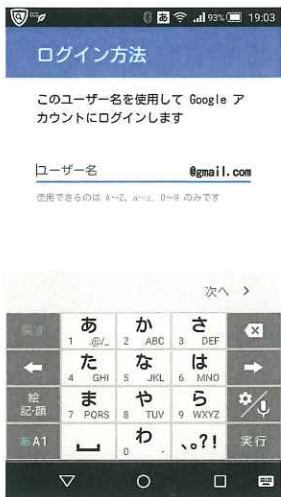 93% 19:03
ログイン方法
このユーザー名を使用して Google ア
カウントにログインします
ユーザー名 @gmail.com
使用できるのは A～Z、a～z、0～9 のみです
次へ >
戻す あ 1 .@/_ か 2 ABC さ 3 DEF
た 4 GHI な 5 JKL は 6 MNO
絵 記・顔 ま 7 PQRS や 8 TUV ら 9 WXYZ
あA1 わ 0 、。?! 実行